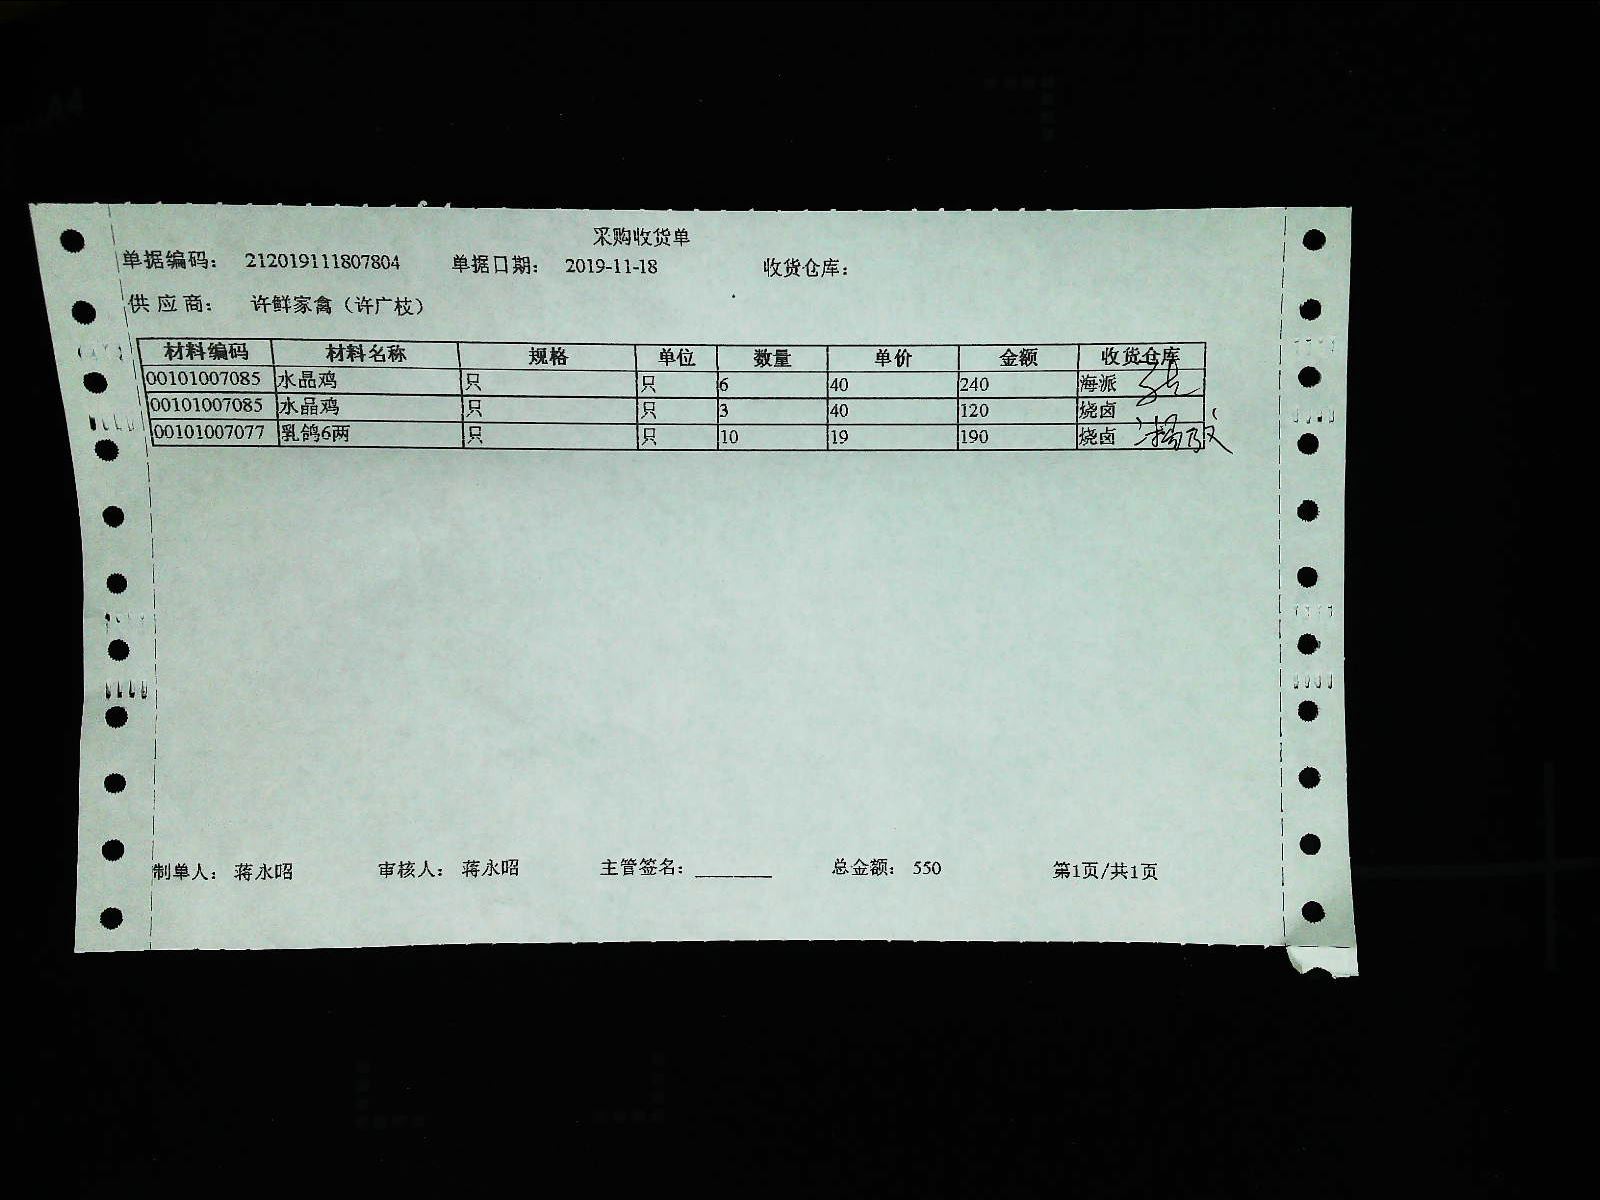 采购收货单
单据编码： 212019111807804 单据日期： 2019-11-18 收货仓库：
供 应 商： 许鲜家禽（许广枝）
材料编码 材料名称 规格 单位 数量 单价 金额 收货仓库
00101007085 水品鸡 只 只 6 40 240 海派
00101007085 水品鸡 只 只 3 40 120 烧卤
00101007077 乳鸽6两 只 只 10 19 190 烧卤
制单人： 蒋永昭 审核人： 蒋永昭 主管签名：________ 总金额： 550 第1页/共1页